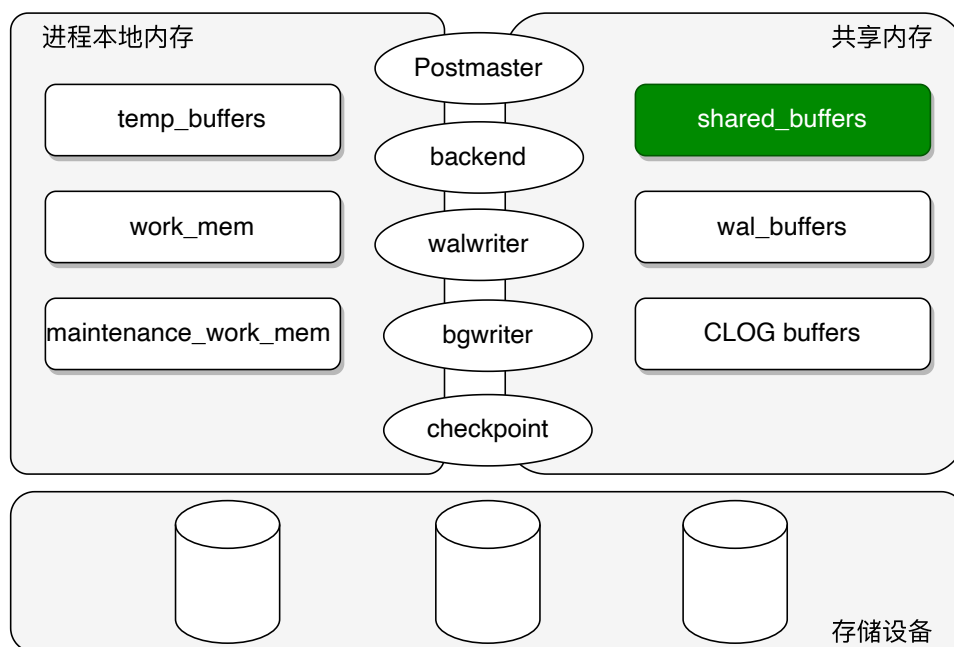 进程本地内存
temp_buffers
work_mem
maintenance_work_mem
Postmaster
backend
walwriter
bgwriter
checkpoint
共享内存
shared_buffers
wal_buffers
CLOG buffers
存储设备